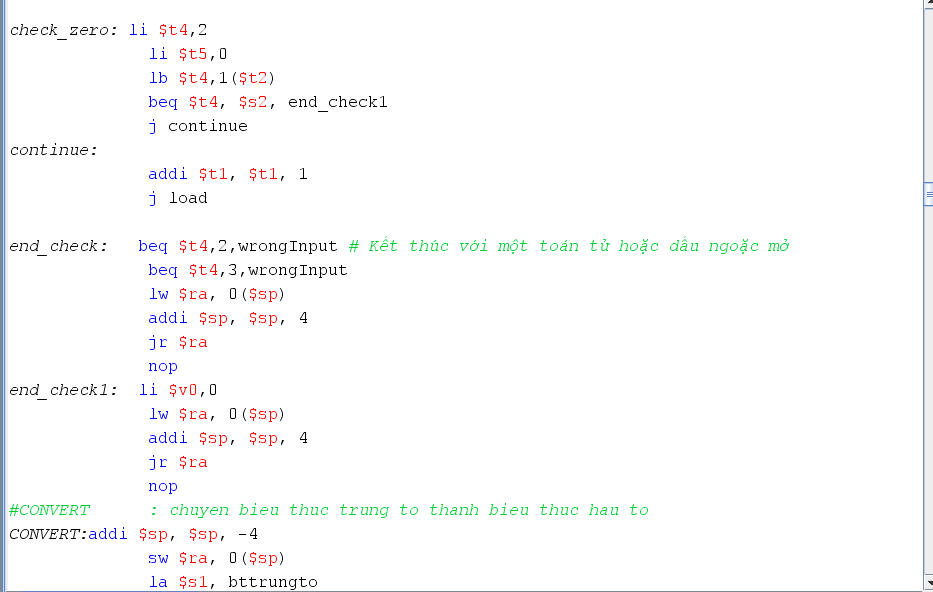 check_zero: li $t4,2
li $t5,0
lb $t4,1($t2)
beq $t4, $s2, end_check1
j continue
continue:
addi $t1, $t1, 1
j load
end_check: beq $t4,2,wrongInput # Kết thúc với một toán tử hoặc dấu ngoặc mở
beq $t4,3,wrongInput
lw $ra, 0($sp)
addi $sp, $sp, 4
jr $ra
nop
end_check1: li $v0,0
lw $ra, 0($sp)
addi $sp, $sp, 4
jr $ra
nop
#CONVERT : chuyen bieu thuc trung to thanh bieu thuc hau to
CONVERT:addi $sp, $sp, -4
sw $ra, 0($sp)
la $s1, bttrungto